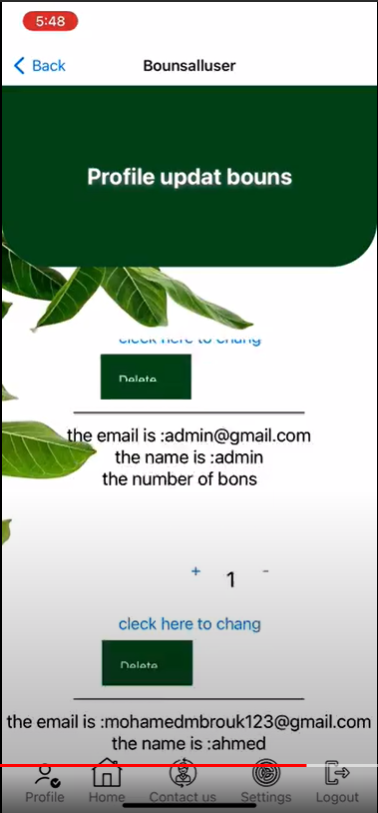 5:48
Back
Bounsalluser
Profile updat bouns
cleck here to chang
Delete
the email is :admin@gmail.com
the name is :admin
the number of bons
+ 1 -
cleck here to chang
Delete
the email is :mohamedmbrouk123@gmail.com
the name is :ahmed
Profile
Home
Contact us
Settings
Logout